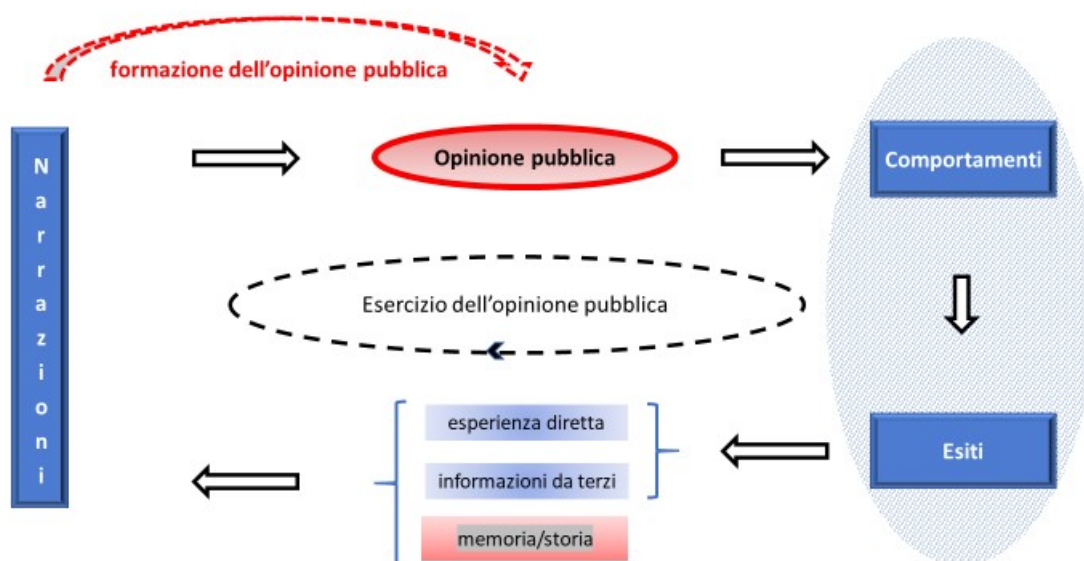 formazione dell'opinione pubblica
Narrazioni
Opinione pubblica
Comportamenti
Esercizio dell'opinione pubblica
esperienza diretta
informazioni da terzi
memoria/storia
Esiti